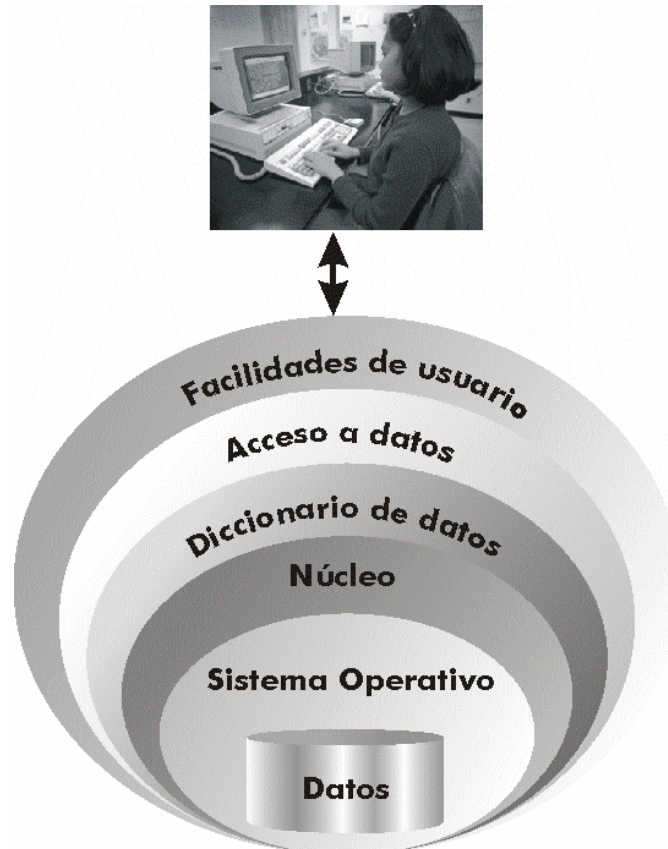 Facilidades de usuario
Acceso a datos
Diccionario de datos
Núcleo
Sistema Operativo
Datos